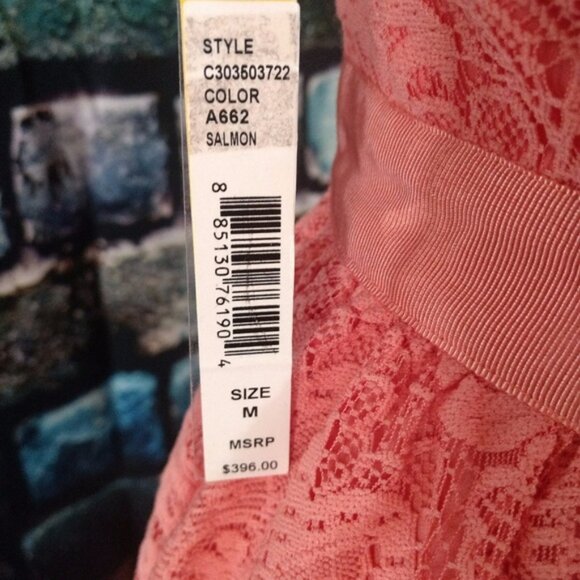 STYLE
C303503722
COLOR
A662
SALMON
8 85130 76190 4
SIZE
M
MSRP
$396.00